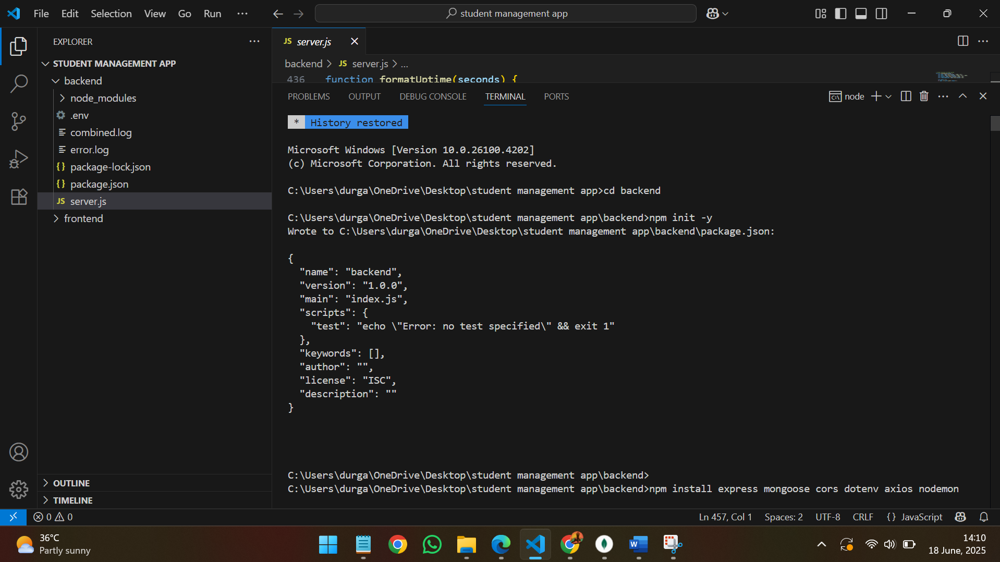 File Edit Selection View Go Run ··· student management app
EXPLORER
STUDENT MANAGEMENT APP
backend
node_modules
.env
combined.log
error.log
package-lock.json
package.json
JS server.js
frontend
OUTLINE
TIMELINE
JS server.js
backend > JS server.js > ...
436 function formatUptime(seconds) {
PROBLEMS OUTPUT DEBUG CONSOLE TERMINAL PORTS node
* History restored
Microsoft Windows [Version 10.0.26100.4202]
(c) Microsoft Corporation. All rights reserved.
C:\Users\durga\OneDrive\Desktop\student management app>cd backend
C:\Users\durga\OneDrive\Desktop\student management app\backend>npm init -y
Wrote to C:\Users\durga\OneDrive\Desktop\student management app\backend\package.json:
{
"name": "backend",
"version": "1.0.0",
"main": "index.js",
"scripts": {
"test": "echo \"Error: no test specified\" && exit 1"
},
"keywords": [],
"author": "",
"license": "ISC",
"description": ""
}
C:\Users\durga\OneDrive\Desktop\student management app\backend>
C:\Users\durga\OneDrive\Desktop\student management app\backend>npm install express mongoose cors dotenv axios nodemon
0 0 Ln 457, Col 1 Spaces: 2 UTF-8 CRLF {} JavaScript
36°C
Partly sunny
14:10
18 June, 2025